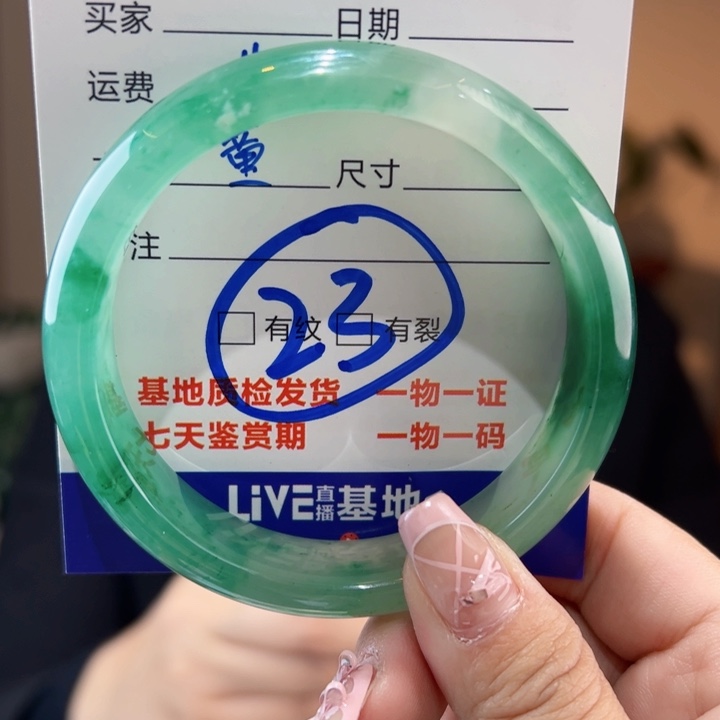 买家 日期
运费
尺寸
注
23
有纹 有裂
基地质检发货 一物一证
七天鉴赏期 一物一码
LiVE直播基地